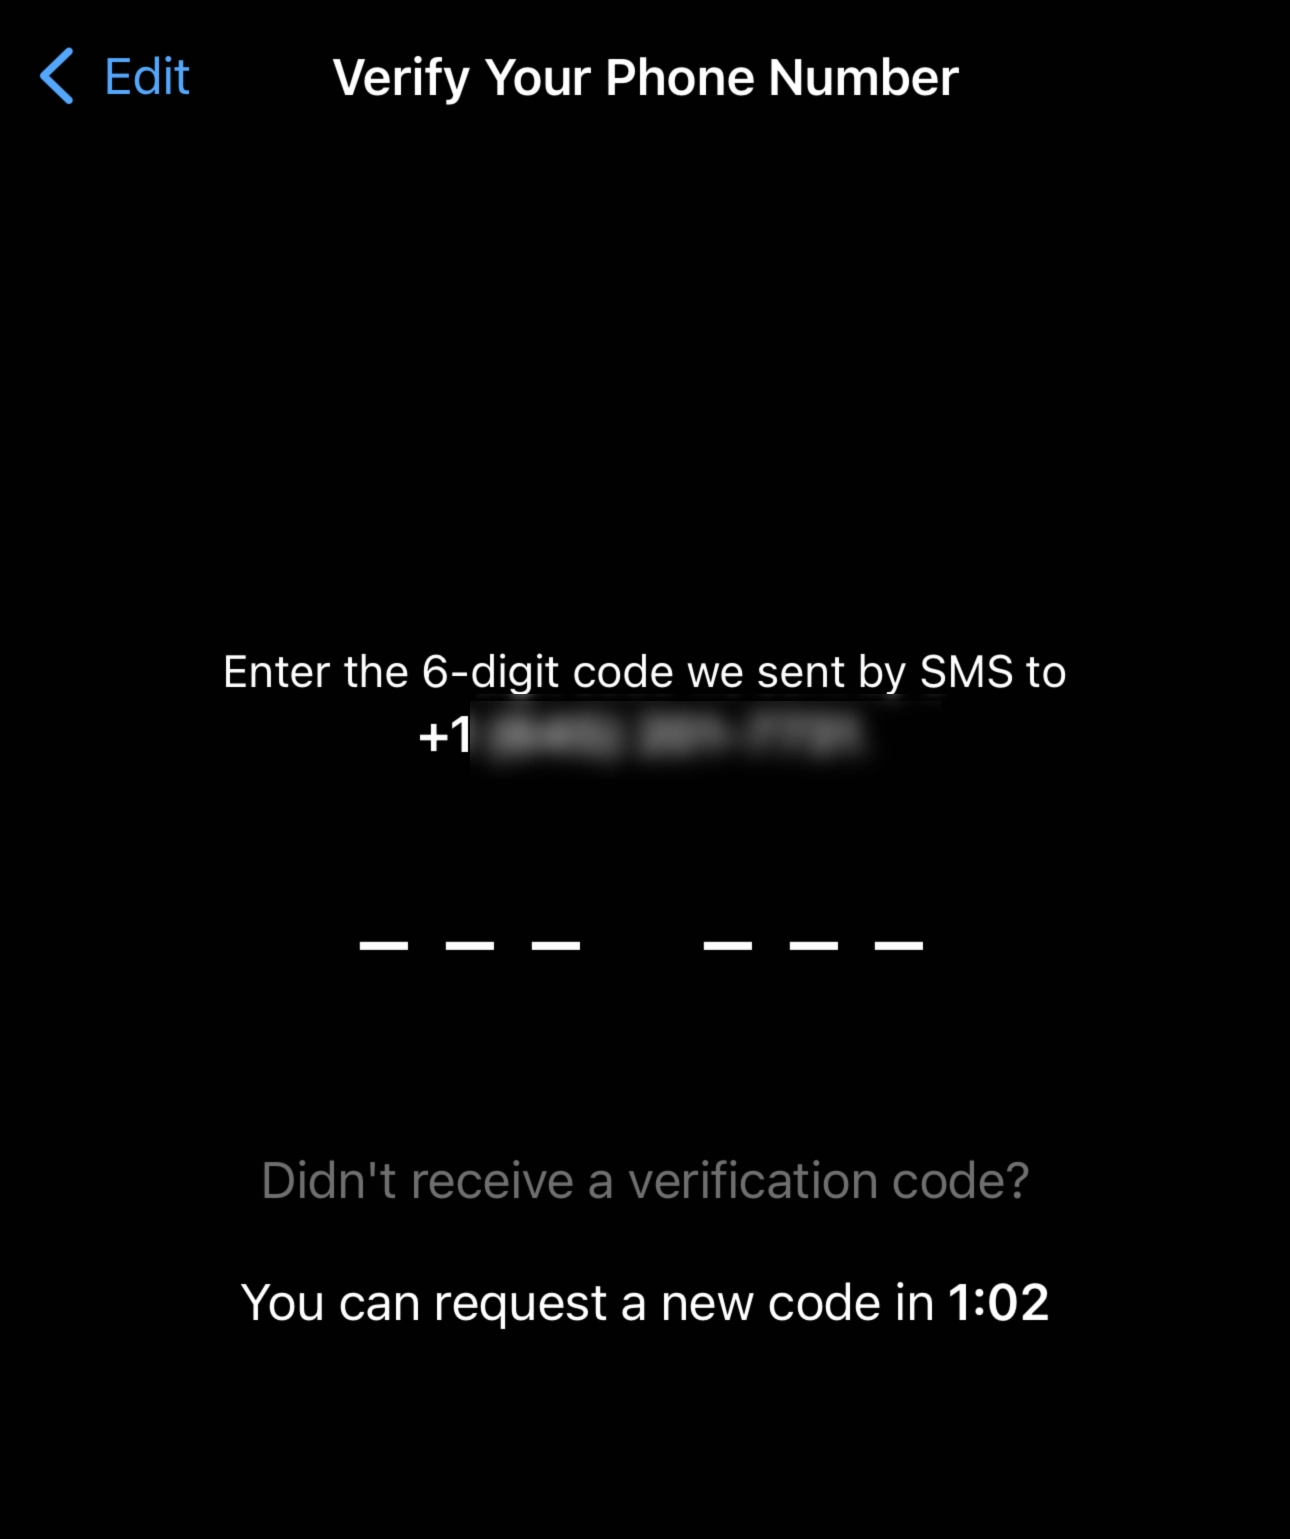 Edit
Verify Your Phone Number
Enter the 6-digit code we sent by SMS to
+1
Didn't receive a verification code?
You can request a new code in 1:02